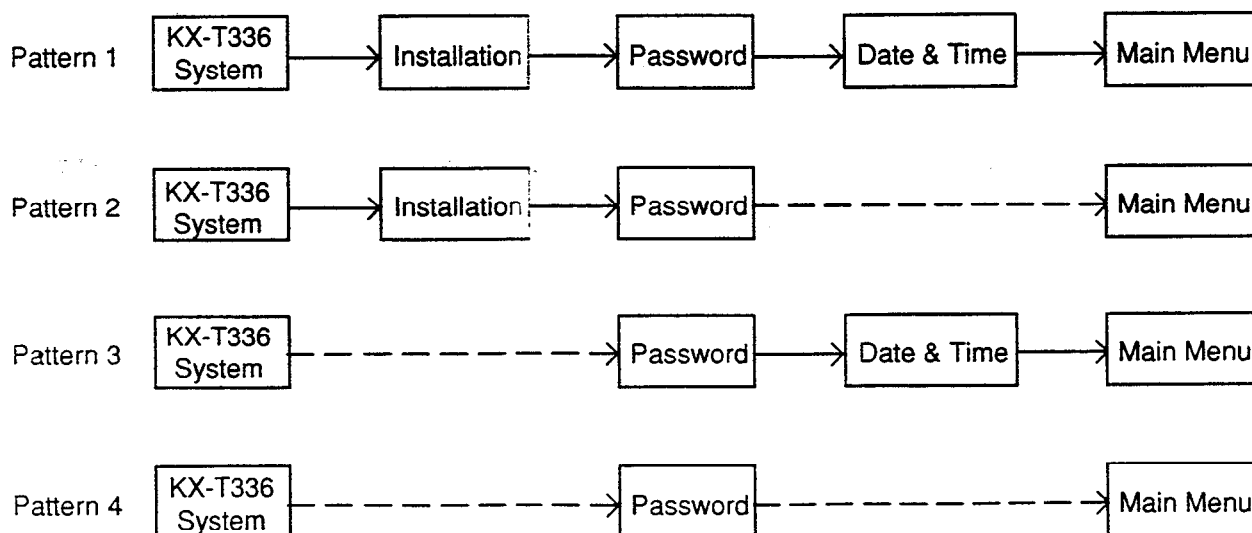 Pattern 1
KX-T336
System
Installation
Password
Date & Time
Main Menu
Pattern 2
KX-T336
System
Installation
Password
Main Menu
Pattern 3
KX-T336
System
Password
Date & Time
Main Menu
Pattern 4
KX-T336
System
Password
Main Menu